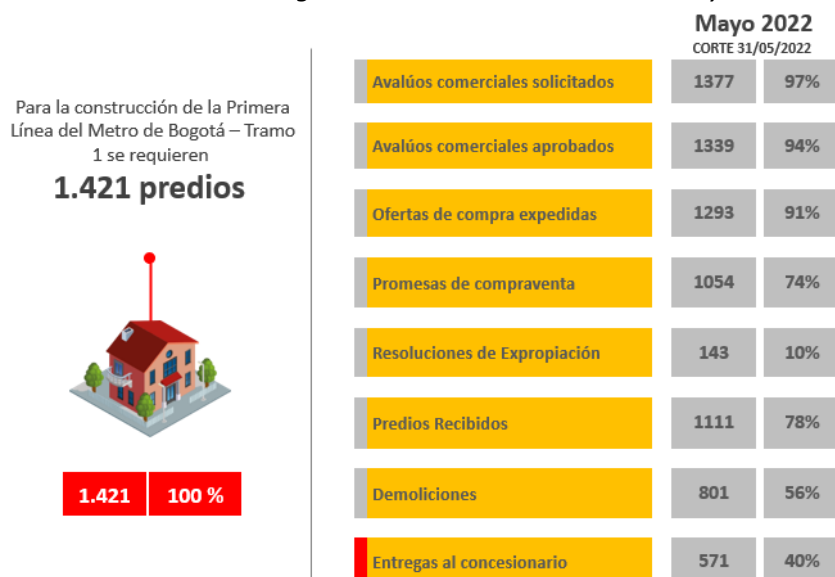 Mayo 2022
CORTE 31/05/2022
Para la construcción de la Primera
Línea del Metro de Bogotá – Tramo
1 se requieren
1.421 predios
1.421 100 %
Avalúos comerciales solicitados 1377 97%
Avalúos comerciales aprobados 1339 94%
Ofertas de compra expedidas 1293 91%
Promesas de compraventa 1054 74%
Resoluciones de Expropiación 143 10%
Predios Recibidos 1111 78%
Demoliciones 801 56%
Entregas al concesionario 571 40%